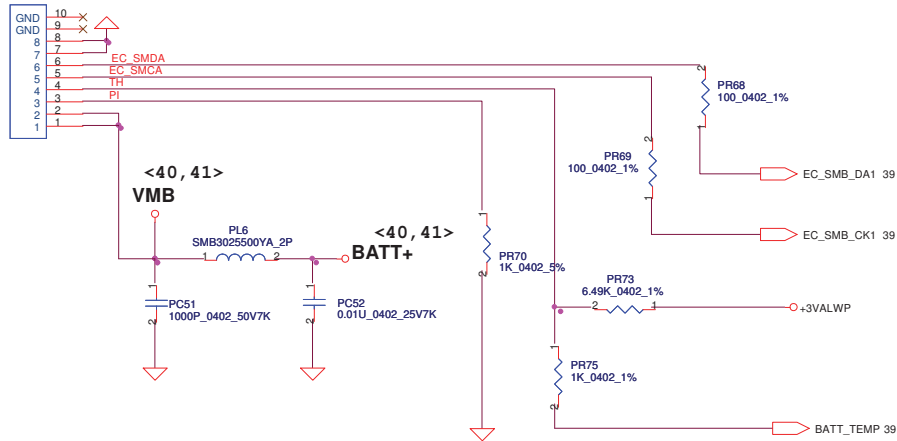 GND 10
GND 9
8 8
7 7
6 6 EC_SMDA
5 5 EC_SMCA
4 4 TH
3 3 PI
2 2
1 1
2
PR68
100_0402_1%
1
2
PR69
100_0402_1%
1
EC_SMB_DA1 39
EC_SMB_CK1 39
<40,41>
VMB
PL6
SMB3025500YA_2P
1 2
<40,41>
BATT+
1
PC51
1000P_0402_50V7K
2
1
PC52
0.01U_0402_25V7K
2
1
PR70
1K_0402_5%
2
PR73
6.49K_0402_1%
2 1
+3VALWP
1
PR75
1K_0402_1%
2
BATT_TEMP 39